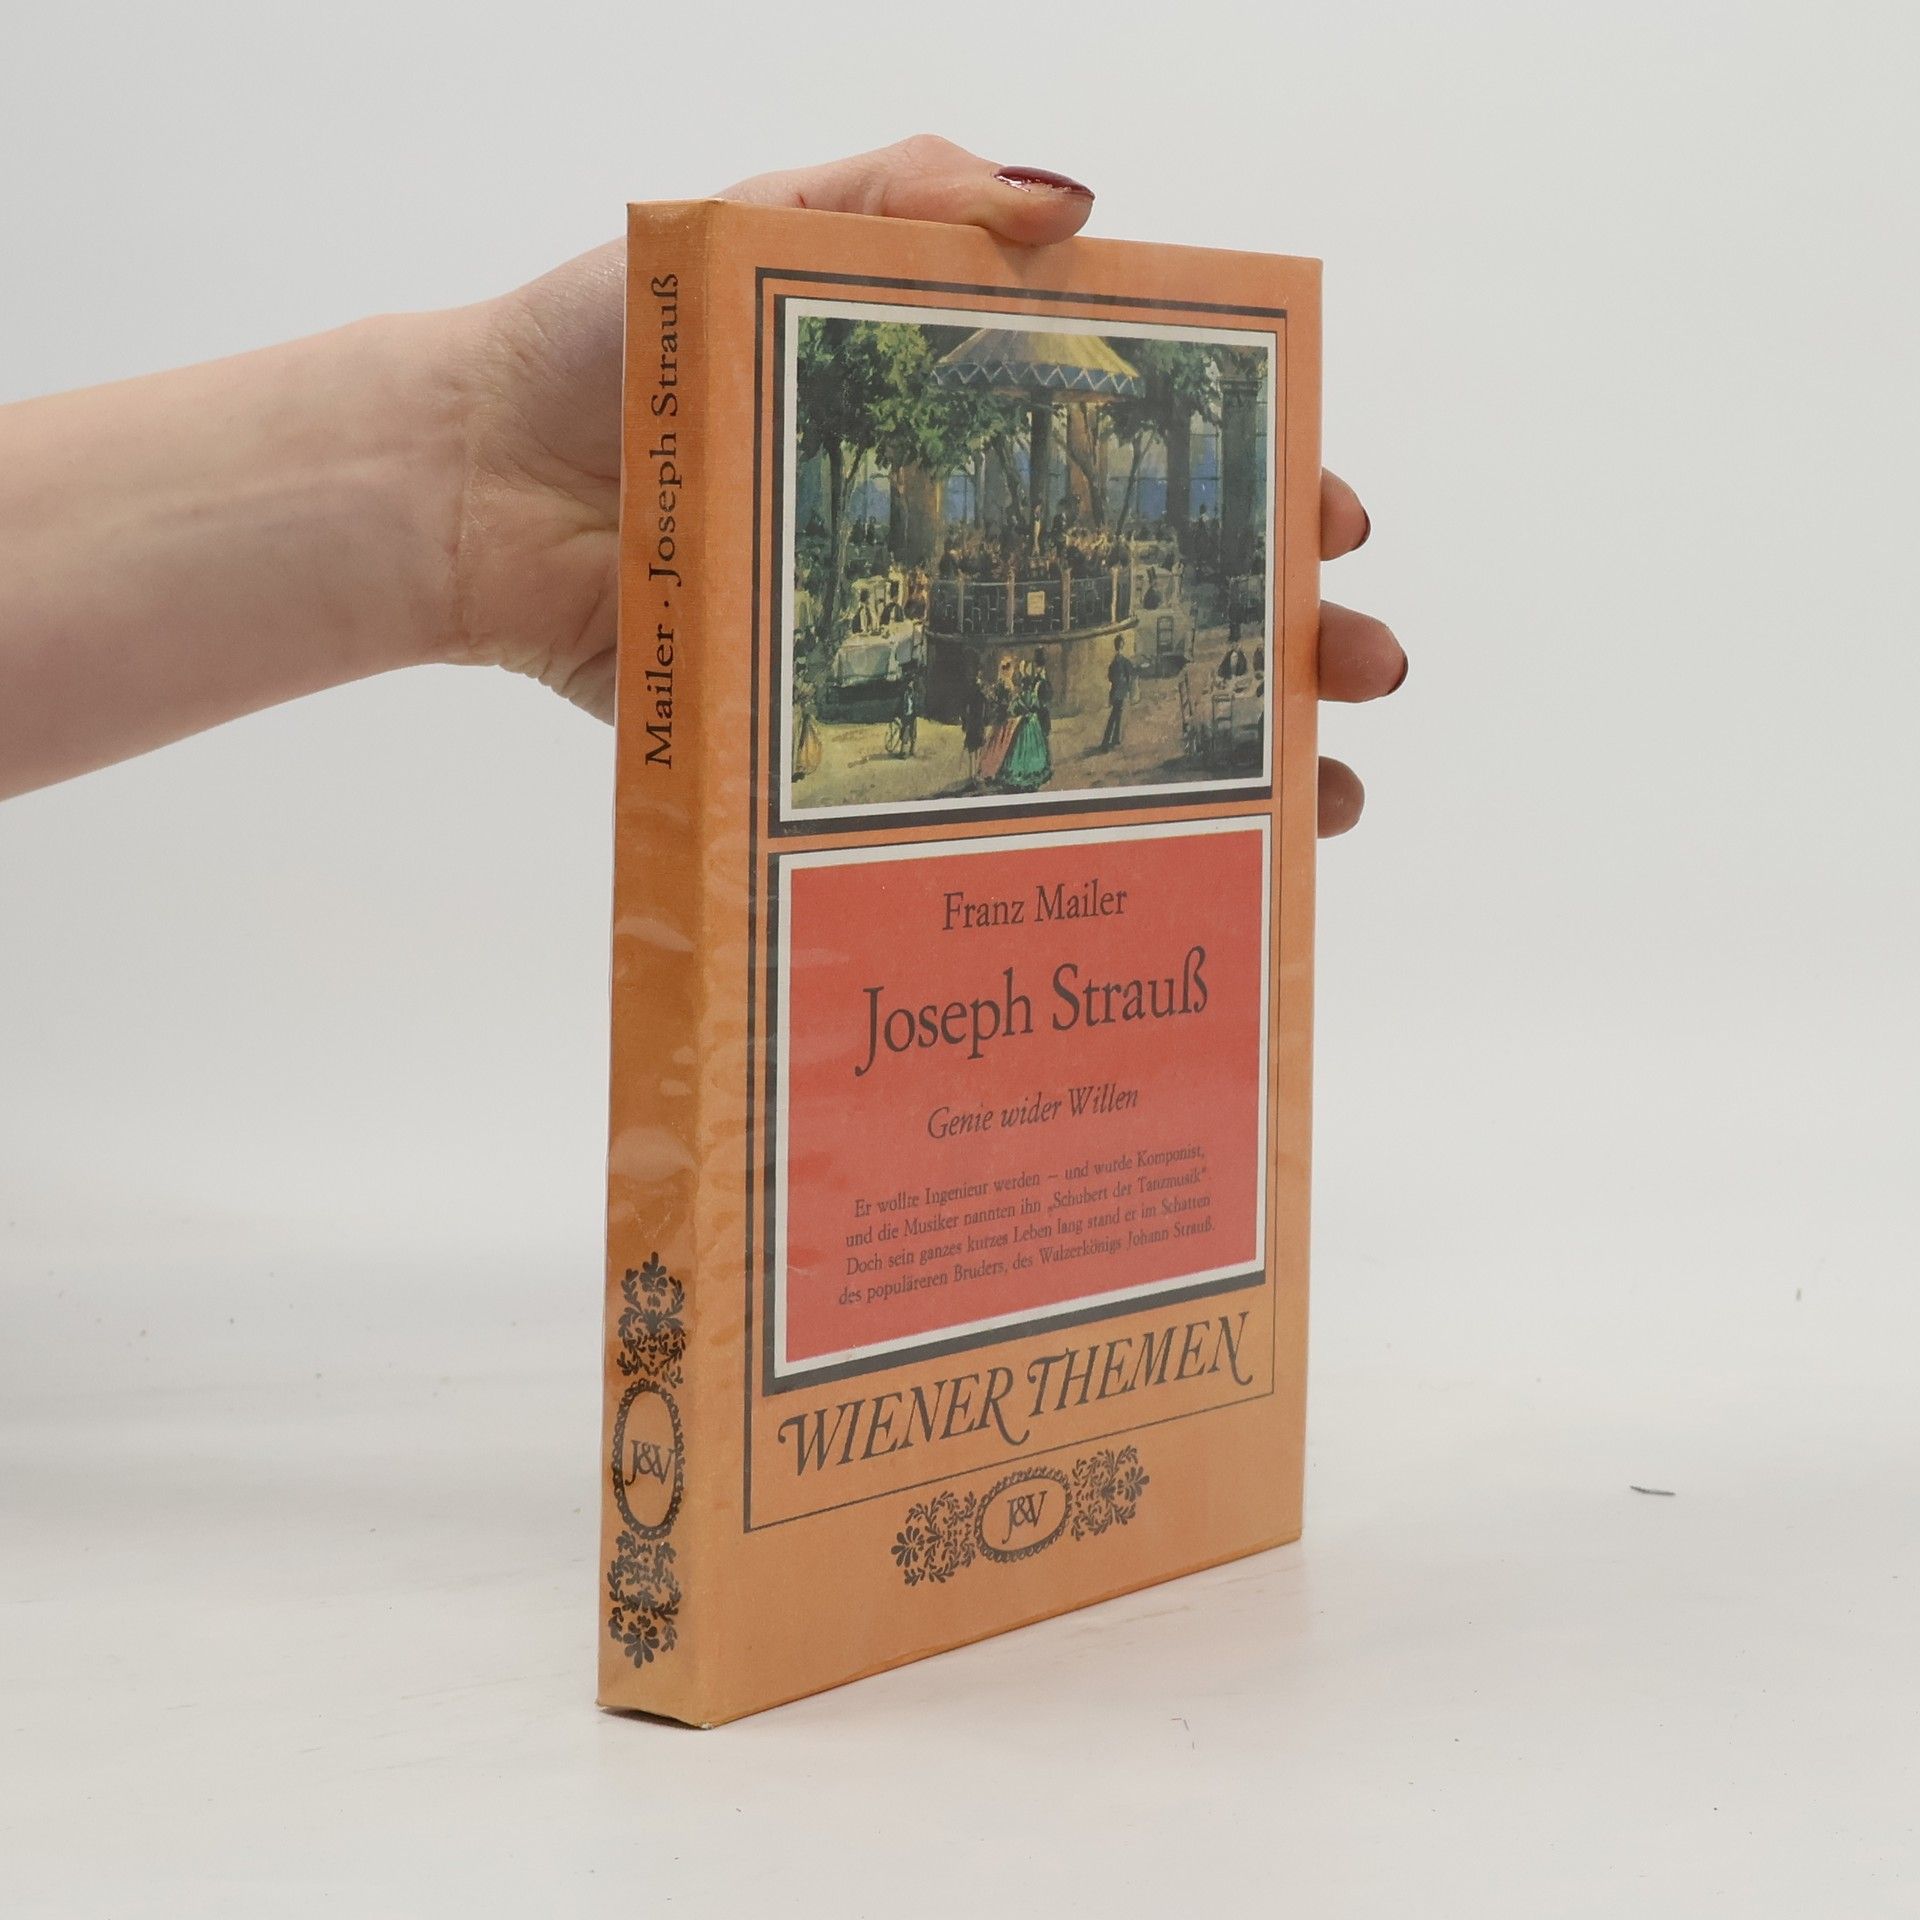 Mailer · Joseph Strauß
J&V
Franz Mailer
Joseph Strauß
Genie wider Willen
Er wollte Ingenieur werden – und wurde Komponist,
und die Musiker nannten ihn „Schubert der Tanzmusik“.
Doch sein ganzes kurzes Leben lang stand er im Schatten
des populäreren Bruders, des Walzerkönigs Johann Strauß.
WIENER THEMEN
J&V